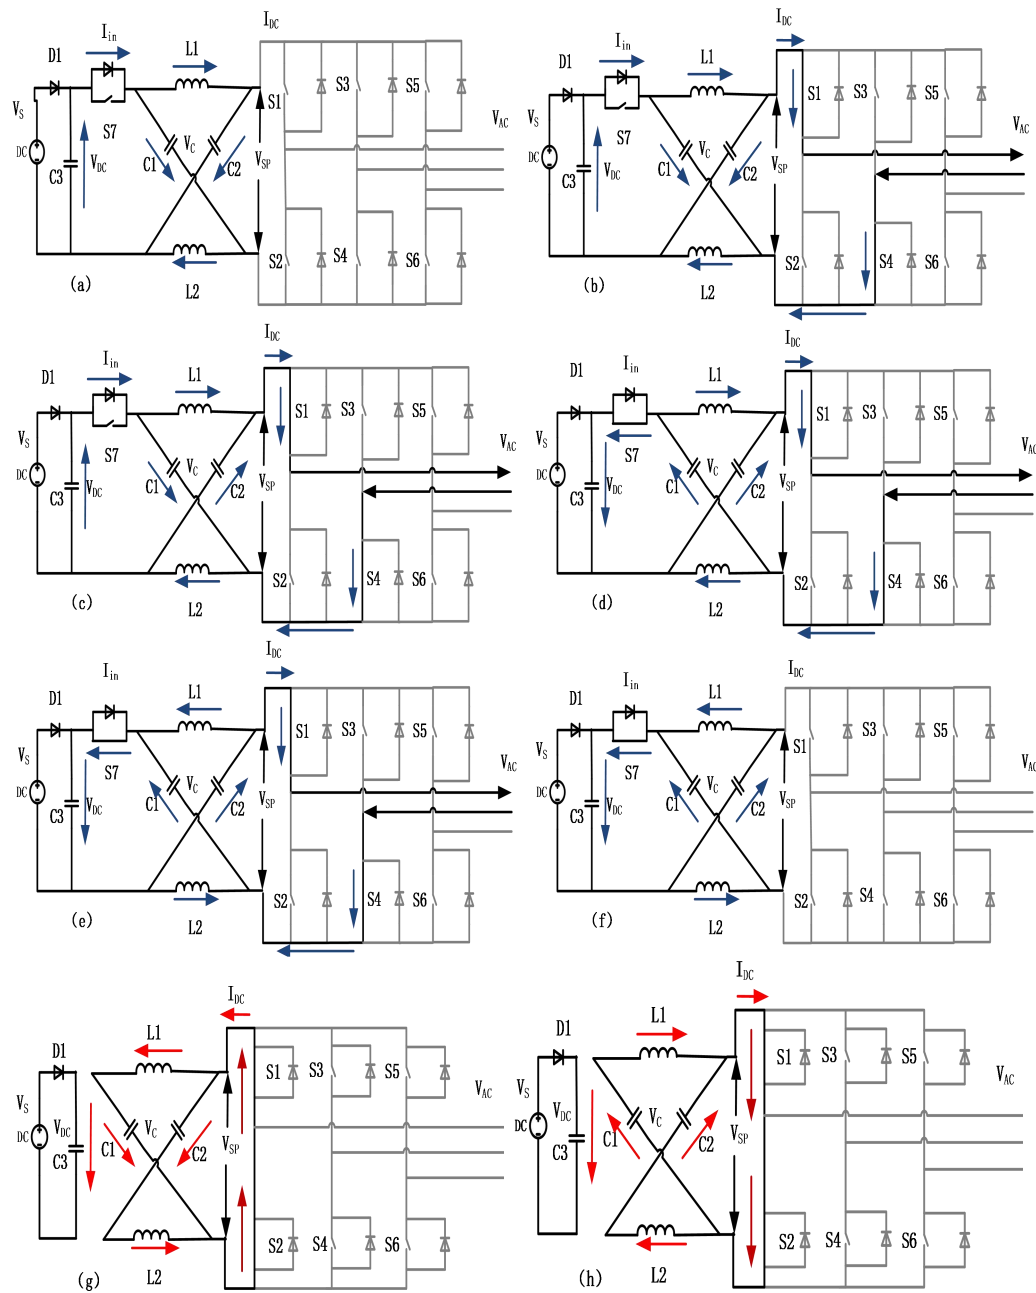 I_DC
I_in
D1
L1
V_S
S7
S1
S3
S5
V_AC
DC
C3
V_DC
C1
V_C
C2
V_SP
S2
S4
S6
L2
(a)
I_DC
I_in
D1
L1
V_S
S7
S1
S3
S5
V_AC
DC
C3
V_DC
C1
V_C
C2
V_SP
S2
S4
S6
L2
(b)
I_DC
I_in
D1
L1
V_S
S7
S1
S3
S5
V_AC
DC
C3
V_DC
C1
V_C
C2
V_SP
S2
S4
S6
L2
(c)
I_DC
I_in
D1
L1
V_S
S7
S1
S3
S5
V_AC
DC
C3
V_DC
C1
V_C
C2
V_SP
S2
S4
S6
L2
(d)
I_DC
I_in
D1
L1
V_S
S7
S1
S3
S5
V_AC
DC
C3
V_DC
C1
V_C
C2
V_SP
S2
S4
S6
L2
(e)
I_DC
I_in
D1
L1
V_S
S7
S1
S3
S5
V_AC
DC
C3
V_DC
C1
V_C
C2
V_SP
S2
S4
S6
L2
(f)
I_DC
D1
L1
V_S
S1
S3
S5
V_AC
DC
V_DC
C3
C1
V_C
C2
V_SP
S2
S4
S6
L2
(g)
I_DC
D1
L1
V_S
S1
S3
S5
V_AC
DC
V_DC
C3
C1
V_C
C2
V_SP
S2
S4
S6
L2
(h)